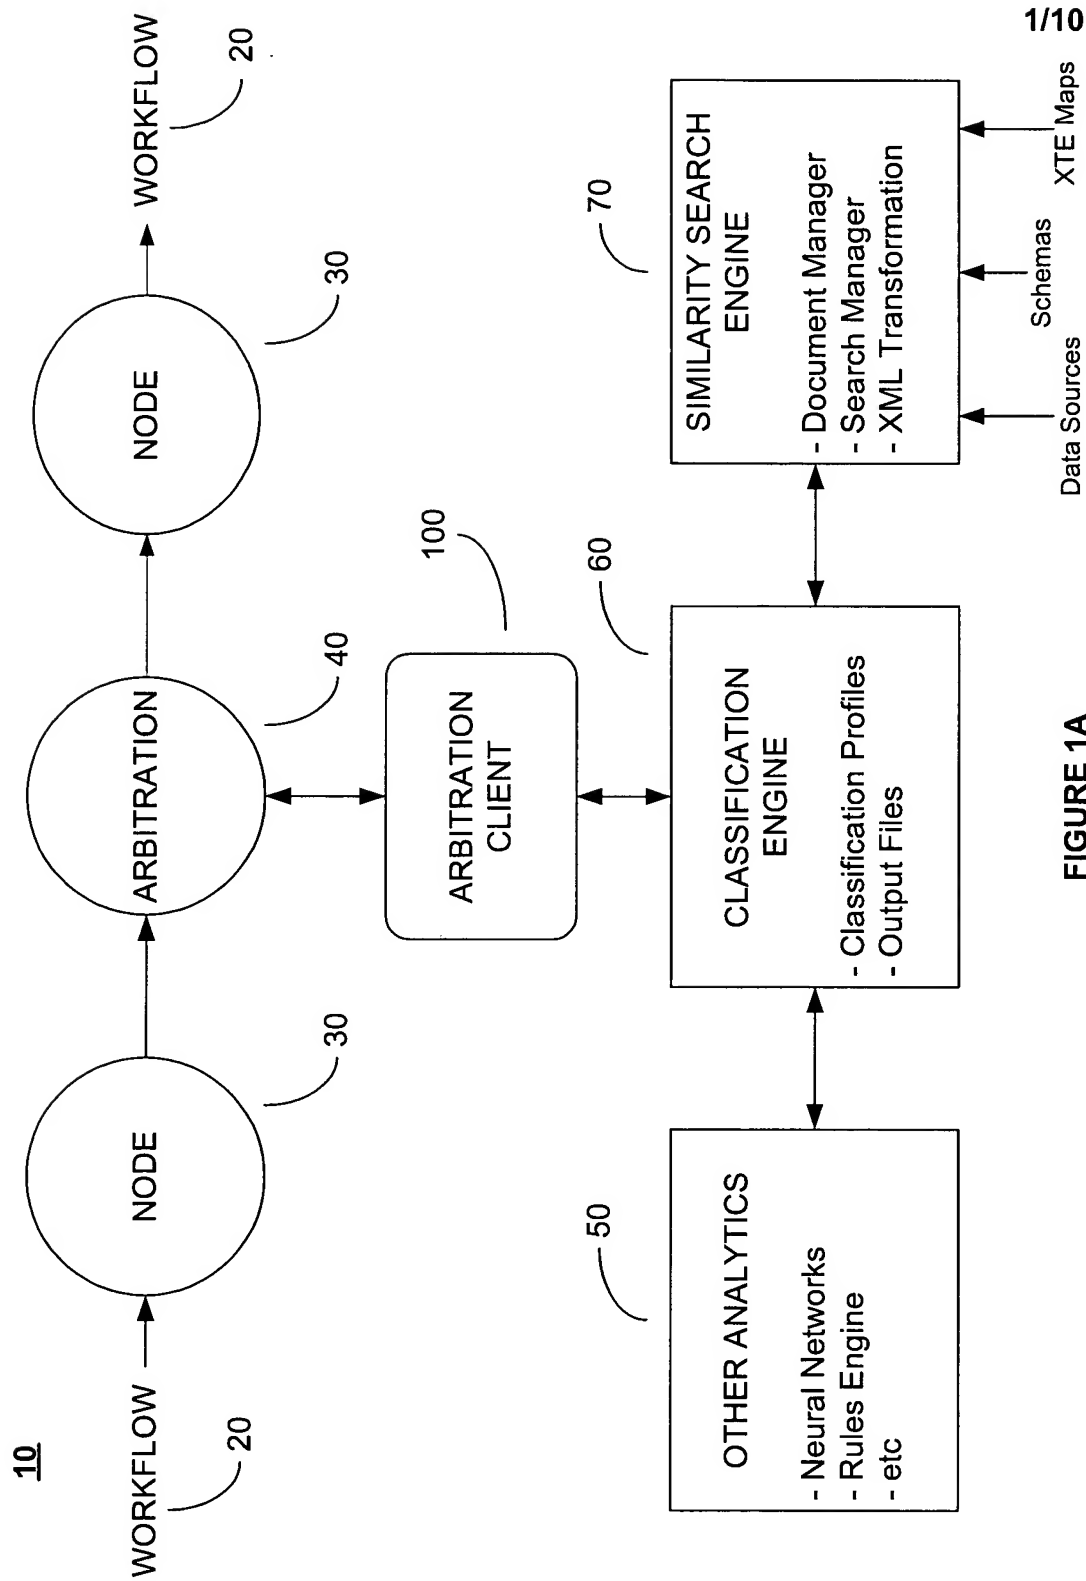 1/10
10
WORKFLOW
20
NODE
30
ARBITRATION
40
NODE
30
WORKFLOW
20
ARBITRATION
CLIENT
100
OTHER ANALYTICS
- Neural Networks
- Rules Engine
- etc
50
CLASSIFICATION
ENGINE
- Classification Profiles
- Output Files
60
SIMILARITY SEARCH
ENGINE
- Document Manager
- Search Manager
- XML Transformation
70
Data Sources
Schemas
XTE Maps
FIGURE 1A